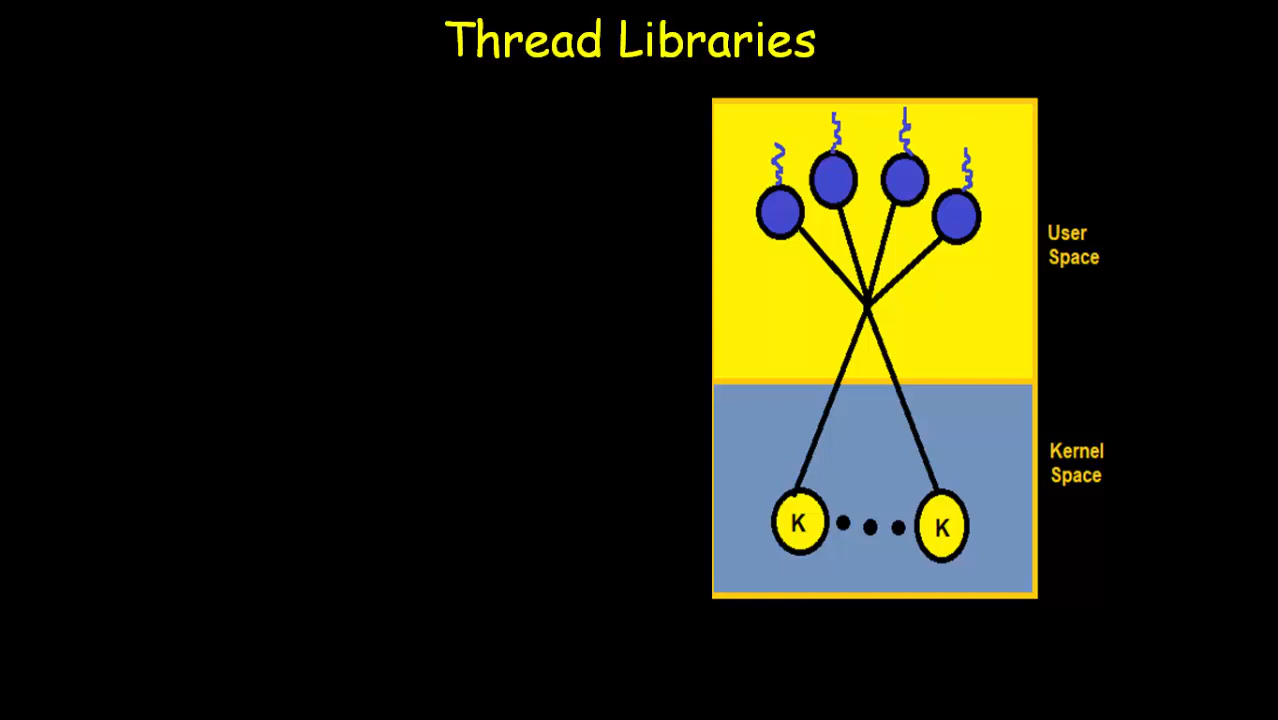 Thread Libraries
User
Space
Kernel
Space
K
K